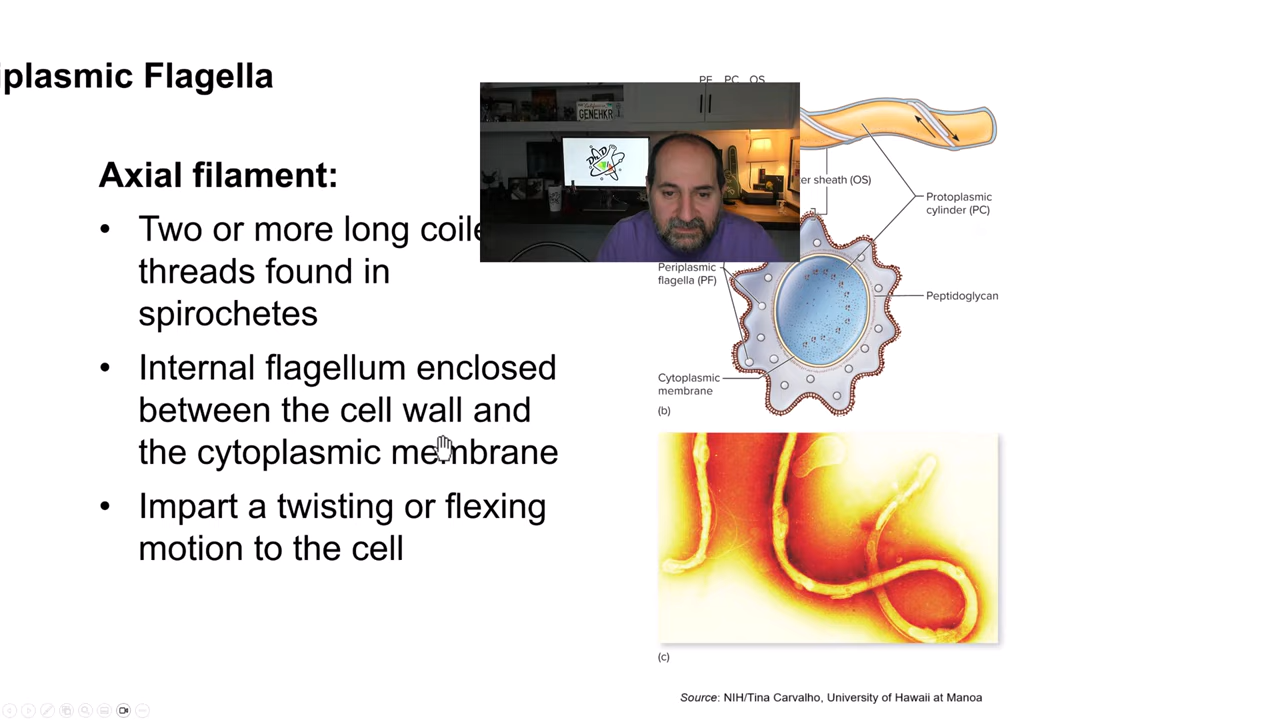 iplasmic Flagella
PF PC OS
GENEHKR
Axial filament:
er sheath (OS)
Protoplasmic
cylinder (PC)
• Two or more long coile
threads found in
spirochetes
Periplasmic
flagella (PF)
Peptidoglycan
• Internal flagellum enclosed
between the cell wall and
the cytoplasmic membrane
Cytoplasmic
membrane
(b)
• Impart a twisting or flexing
motion to the cell
(c)
Source: NIH/Tina Carvalho, University of Hawaii at Manoa